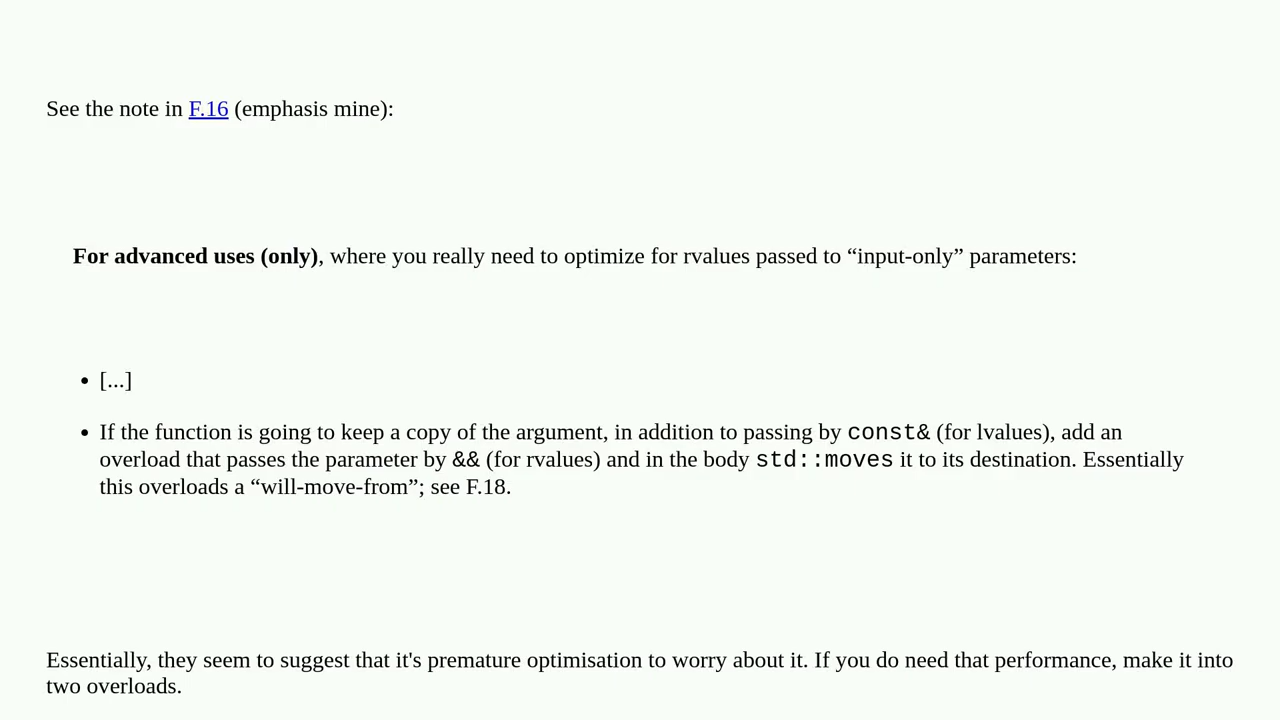 See the note in F.16 (emphasis mine):
For advanced uses (only), where you really need to optimize for rvalues passed to “input-only” parameters:
• [...]
• If the function is going to keep a copy of the argument, in addition to passing by const& (for lvalues), add an
overload that passes the parameter by && (for rvalues) and in the body std::moves it to its destination. Essentially
this overloads a “will-move-from”; see F.18.
Essentially, they seem to suggest that it's premature optimisation to worry about it. If you do need that performance, make it into
two overloads.